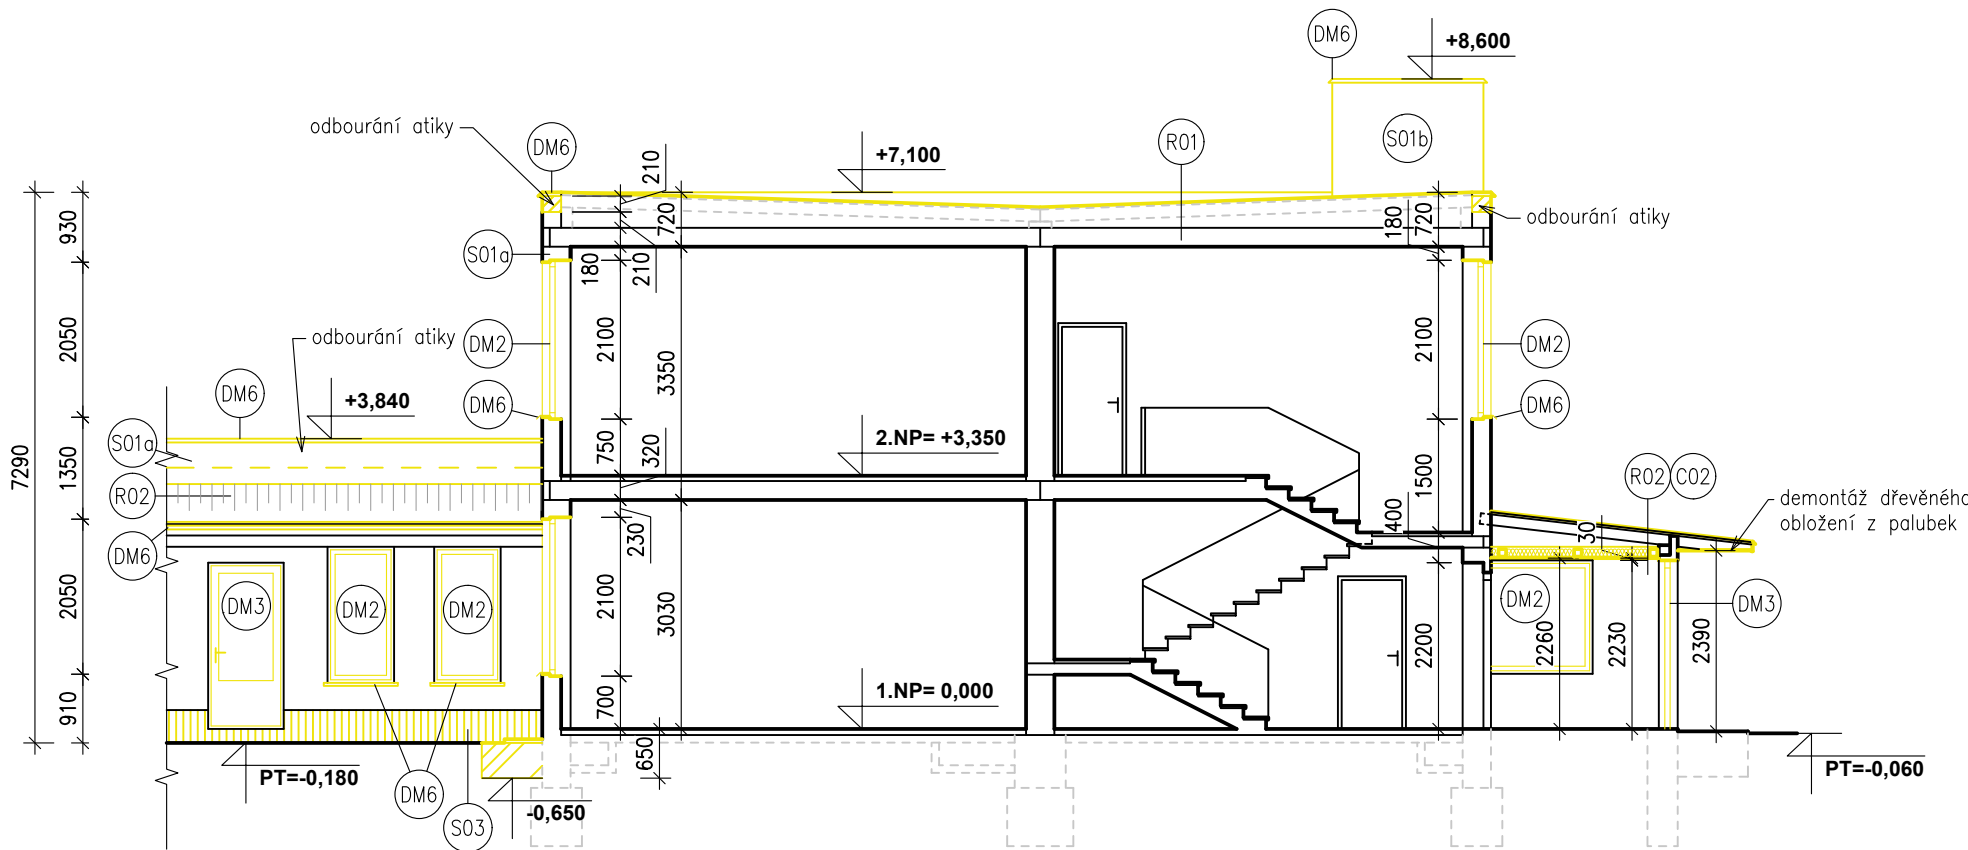 DM6
+8,600
odbourání atiky
DM6
210
+7,100
R01
S01b
930
720
180
720
odbourání atiky
S01a
180
210
7290
2050
odbourání atiky
DM2
2100
3350
2100
DM2
DM6
+3,840
DM6
DM6
S01a
1350
750
320
2.NP= +3,350
1500
R02
C02
R02
400
30
demontáž dřevěného
obložení z palubek
DM6
230
2050
DM3
DM2
DM2
2100
3030
2200
DM2
2260
2230
2390
DM3
910
700
1.NP= 0,000
650
PT=-0,180
DM6
-0,650
S03
PT=-0,060